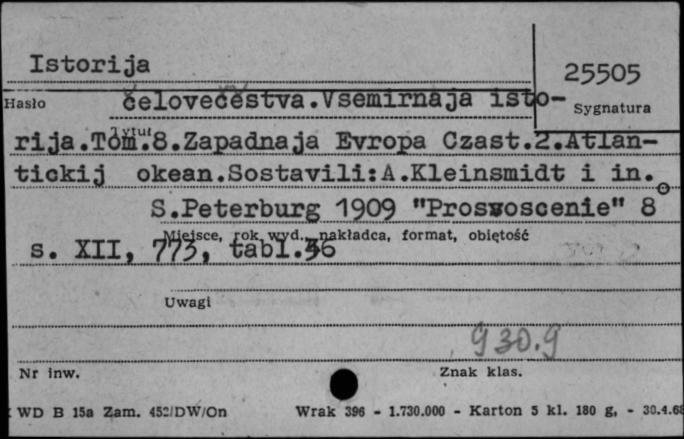 Istorija
25505
Hasło
čelovečestva.Vsemirnaja isto-
Sygnatura
Tytuł
rija.Tom.8.Zapadnaja Evropa Czast.2.Atlan-
tickij okean.Sostavili:A.Kleinsmidt i in.
S.Peterburg 1909 "Prosvoscenie" 8°
Miejsce, rok wyd., nakładca, format, objętość
s. XII, 773, tabl.36
Uwagi
930.9
Nr inw.
Znak klas.
WD B 15a Zam. 452/DW/On Wrak 396 - 1.730.000 - Karton 5 kl. 180 g, - 30.4.68